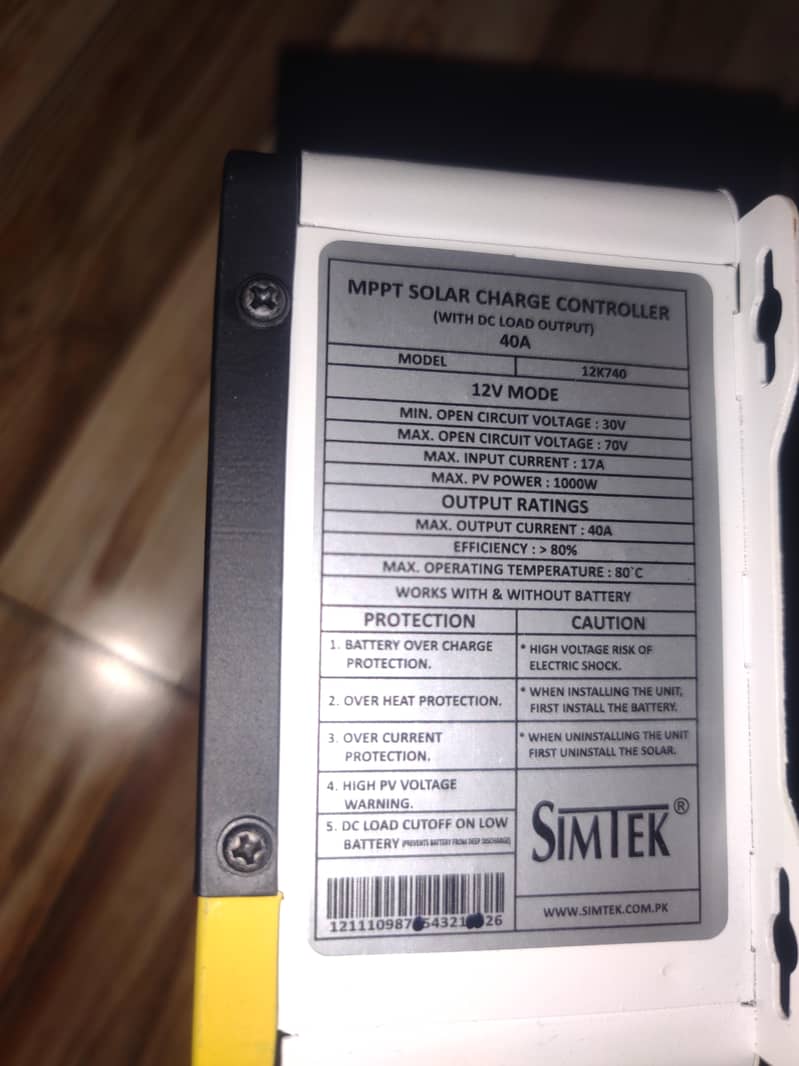 MPPT SOLAR CHARGE CONTROLLER
(WITH DC LOAD OUTPUT)
40A
MODEL 12K740
12V MODE
MIN. OPEN CIRCUIT VOLTAGE : 30V
MAX. OPEN CIRCUIT VOLTAGE : 70V
MAX. INPUT CURRENT : 17A
MAX. PV POWER : 1000W
OUTPUT RATINGS
MAX. OUTPUT CURRENT : 40A
EFFICIENCY : > 80%
MAX. OPERATING TEMPERATURE : 80°C
WORKS WITH & WITHOUT BATTERY
PROTECTION
1. BATTERY OVER CHARGE
PROTECTION.
2. OVER HEAT PROTECTION.
3. OVER CURRENT
PROTECTION.
4. HIGH PV VOLTAGE
WARNING.
5. DC LOAD CUTOFF ON LOW
BATTERY (PREVENTS BATTERY FROM DEEP DISCHARGE)
CAUTION
* HIGH VOLTAGE RISK OF
ELECTRIC SHOCK.
* WHEN INSTALLING THE UNIT,
FIRST INSTALL THE BATTERY.
* WHEN UNINSTALLING THE UNIT
FIRST UNINSTALL THE SOLAR.
SIMTEK®
WWW.SIMTEK.COM.PK